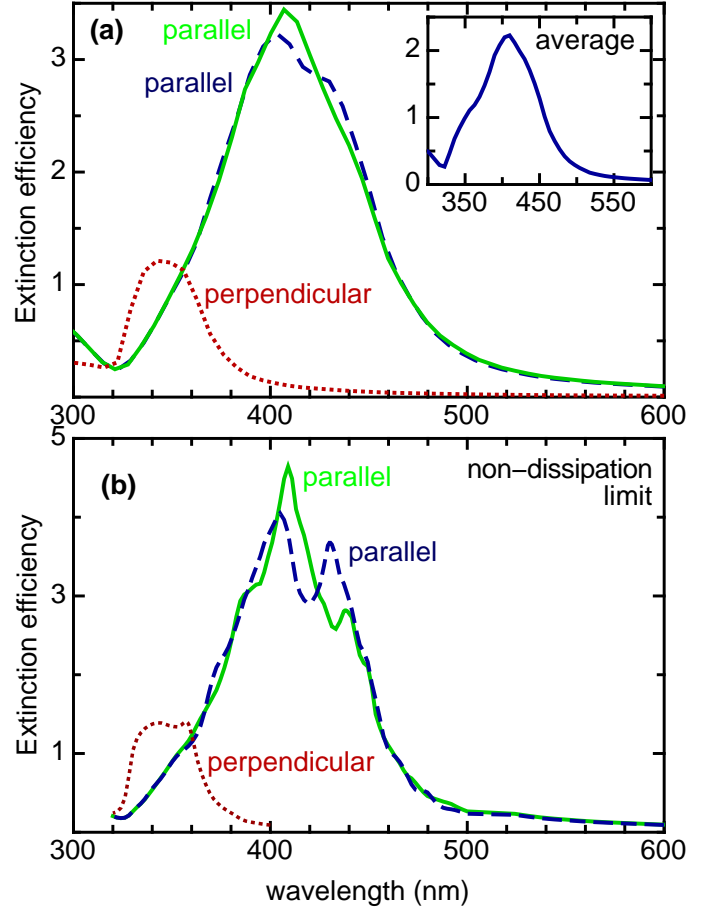 (a)
parallel
parallel
perpendicular
Extinction efficiency
3
2
1
300
400
500
600
average
2
1
0
350
450
550
(b)
parallel
parallel
perpendicular
non−dissipation
limit
Extinction efficiency
5
3
1
300
400
500
600
wavelength (nm)